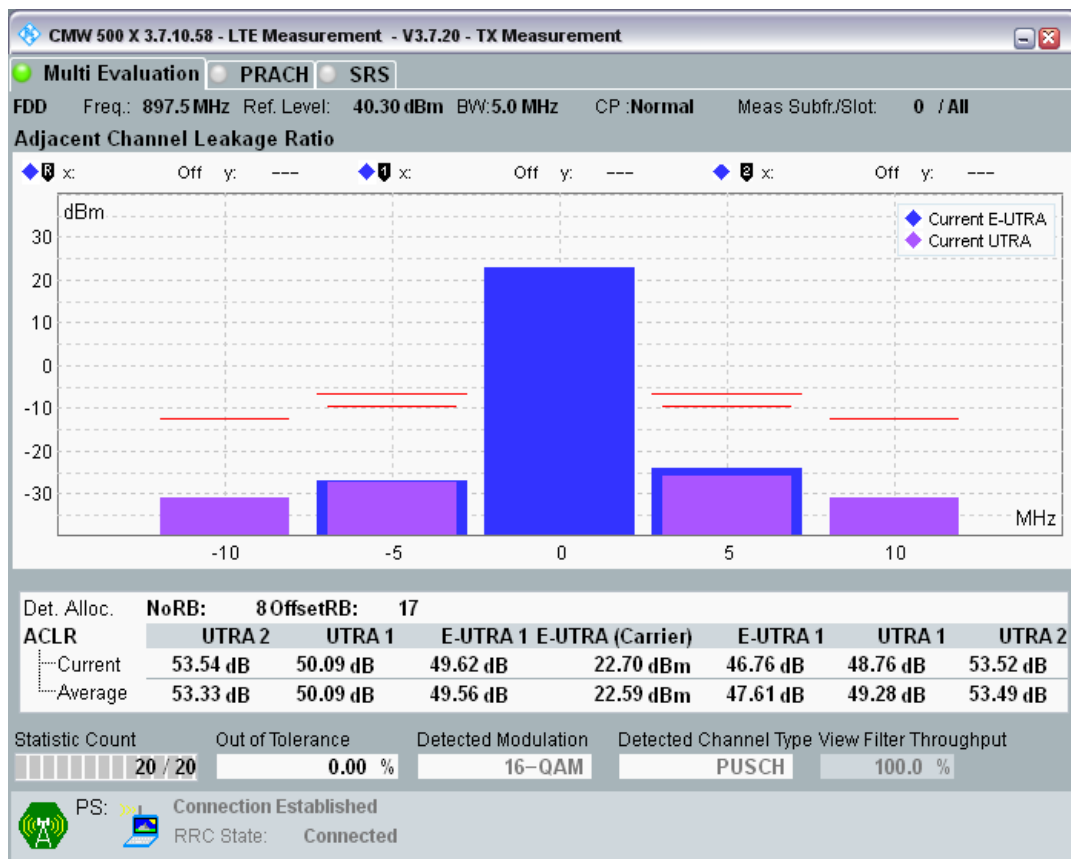 CMW 500 X 3.7.10.58 - LTE Measurement - V3.7.20 - TX Measurement
Multi Evaluation PRACH SRS
FDD Freq.: 897.5 MHz Ref. Level: 40.30 dBm BW:5.0 MHz CP :Normal Meas Subfr./Slot: 0 / All
Adjacent Channel Leakage Ratio
R x: Off y: --- 1 x: Off y: --- 2 x: Off y: ---
dBm
Current E-UTRA
Current UTRA
30
20
10
0
-10
-20
-30
MHz
-10 -5 0 5 10
Det. Alloc. NoRB: 8 OffsetRB: 17
ACLR UTRA 2 UTRA 1 E-UTRA 1 E-UTRA (Carrier) E-UTRA 1 UTRA 1 UTRA 2
Current 53.54 dB 50.09 dB 49.62 dB 22.70 dBm 46.76 dB 48.76 dB 53.52 dB
Average 53.33 dB 50.09 dB 49.56 dB 22.59 dBm 47.61 dB 49.28 dB 53.49 dB
Statistic Count Out of Tolerance Detected Modulation Detected Channel Type View Filter Throughput
20 / 20 0.00 % 16-QAM PUSCH 100.0 %
PS: Connection Established
RRC State: Connected